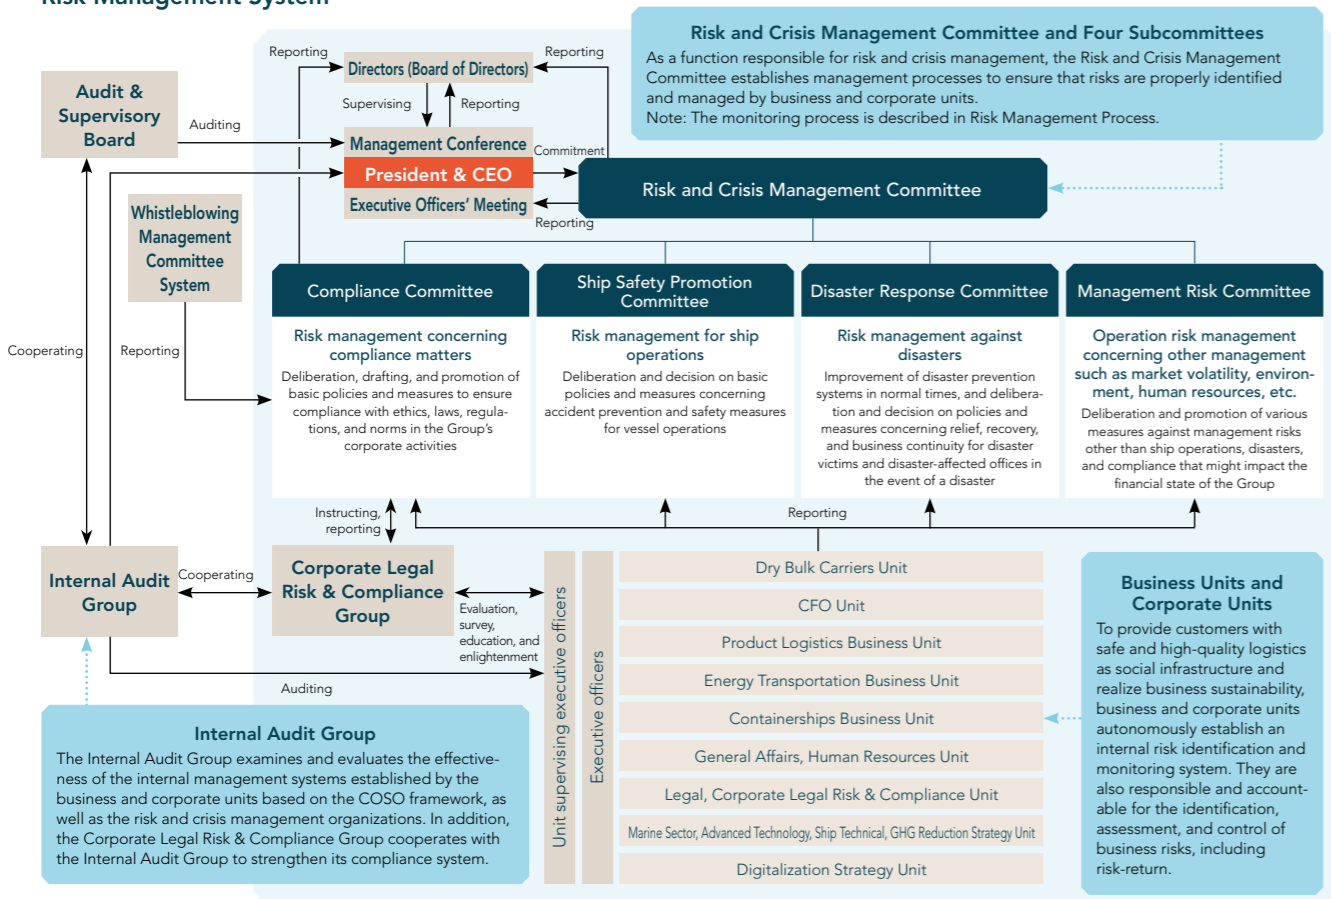 Risk Management System
Risk and Crisis Management Committee and Four Subcommittees
As a function responsible for risk and crisis management, the Risk and Crisis Management
Committee establishes management processes to ensure that risks are properly identified
and managed by business and corporate units.
Note: The monitoring process is described in Risk Management Process.
Reporting
Directors (Board of Directors)
Reporting
Audit &
Supervisory
Board
Supervising
Reporting
Auditing
Management Conference
Commitment
President & CEO
Risk and Crisis Management Committee
Executive Officers' Meeting
Reporting
Whistleblowing
Management
Committee
System
Cooperating
Reporting
Compliance Committee
Risk management concerning
compliance matters
Deliberation, drafting, and promotion of
basic policies and measures to ensure
compliance with ethics, laws, regula-
tions, and norms in the Group's
corporate activities
Ship Safety Promotion
Committee
Risk management for ship
operations
Deliberation and decision on basic
policies and measures concerning
accident prevention and safety measures
for vessel operations
Disaster Response Committee
Risk management against
disasters
Improvement of disaster prevention
systems in normal times, and delibera-
tion and decision on policies and
measures concerning relief, recovery,
and business continuity for disaster
victims and disaster-affected offices in
the event of a disaster
Management Risk Committee
Operation risk management
concerning other management
such as market volatility, environ-
ment, human resources, etc.
Deliberation and promotion of various
measures against management risks
other than ship operations, disasters,
and compliance that might impact the
financial state of the Group
Instructing,
reporting
Reporting
Internal Audit
Group
Cooperating
Corporate Legal
Risk & Compliance
Group
Evaluation,
survey,
education, and
enlightenment
Auditing
Unit supervising executive officers
Executive officers
Dry Bulk Carriers Unit
CFO Unit
Product Logistics Business Unit
Energy Transportation Business Unit
Containerships Business Unit
General Affairs, Human Resources Unit
Legal, Corporate Legal Risk & Compliance Unit
Marine Sector, Advanced Technology, Ship Technical, GHG Reduction Strategy Unit
Digitalization Strategy Unit
Business Units and
Corporate Units
To provide customers with
safe and high-quality logistics
as social infrastructure and
realize business sustainability,
business and corporate units
autonomously establish an
internal risk identification and
monitoring system. They are
also responsible and account-
able for the identification,
assessment, and control of
business risks, including
risk-return.
Internal Audit Group
The Internal Audit Group examines and evaluates the effective-
ness of the internal management systems established by the
business and corporate units based on the COSO framework, as
well as the risk and crisis management organizations. In addition,
the Corporate Legal Risk & Compliance Group cooperates with
the Internal Audit Group to strengthen its compliance system.